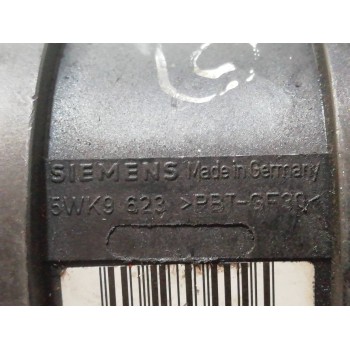 SIEMENS Made in Germany
5WK9 623 >PBT-GF30<